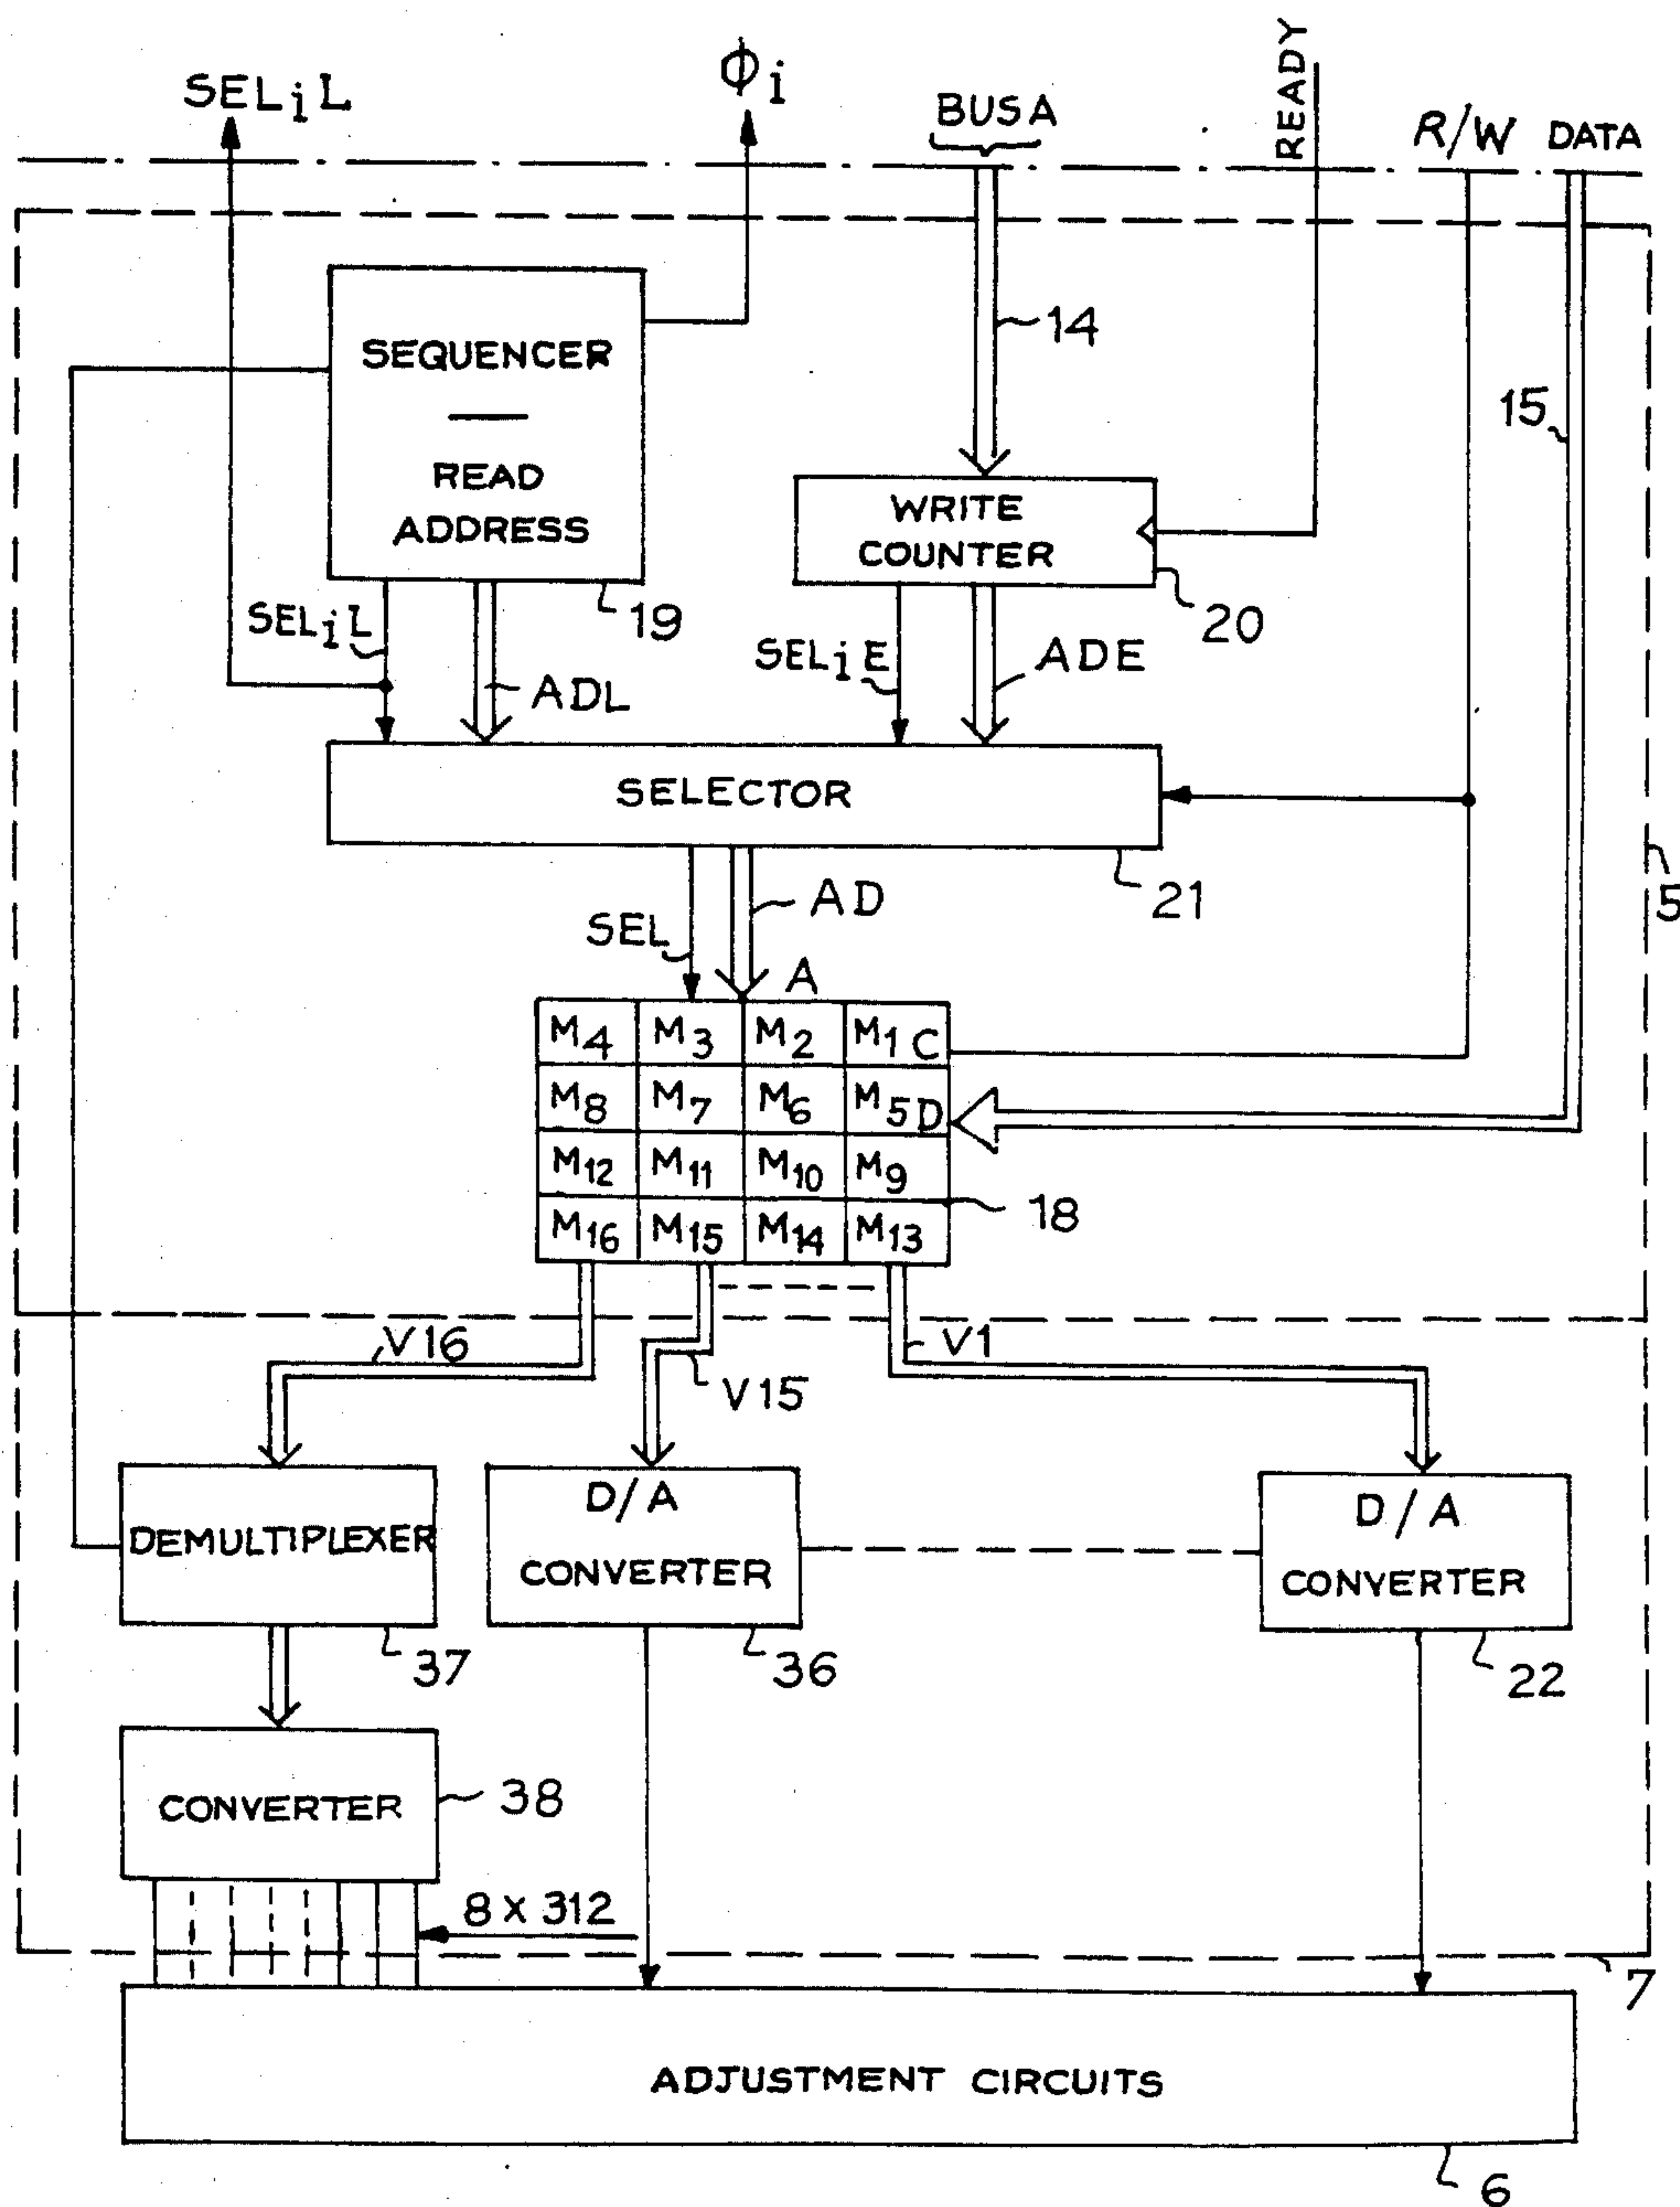 SELiL
ϕi
BUSA
READY
R/W
DATA
SEQUENCER
READ
ADDRESS
14
15
WRITE
COUNTER
19
20
SELiL
ADL
SELiE
ADE
SELECTOR
21
5
SEL
AD
A
M4 M3 M2 M1 C
M8 M7 M6 M5 D
M12 M11 M10 M9
M16 M15 M14 M13
18
V16
V15
V1
DEMULTIPLEXER
D/A
CONVERTER
D/A
CONVERTER
37
36
22
CONVERTER
38
8 X 312
7
ADJUSTMENT CIRCUITS
6